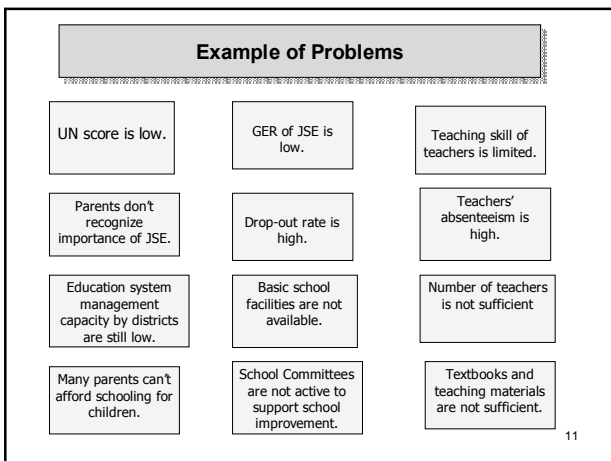 Example of Problems
UN score is low.
GER of JSE is
low.
Teaching skill of
teachers is limited.
Parents don't
recognize
importance of JSE.
Drop-out rate is
high.
Teachers'
absenteeism is
high.
Education system
management
capacity by districts
are still low.
Basic school
facilities are not
available.
Number of teachers
is not sufficient
Many parents can't
afford schooling for
children.
School Committees
are not active to
support school
improvement.
Textbooks and
teaching materials
are not sufficient.
11